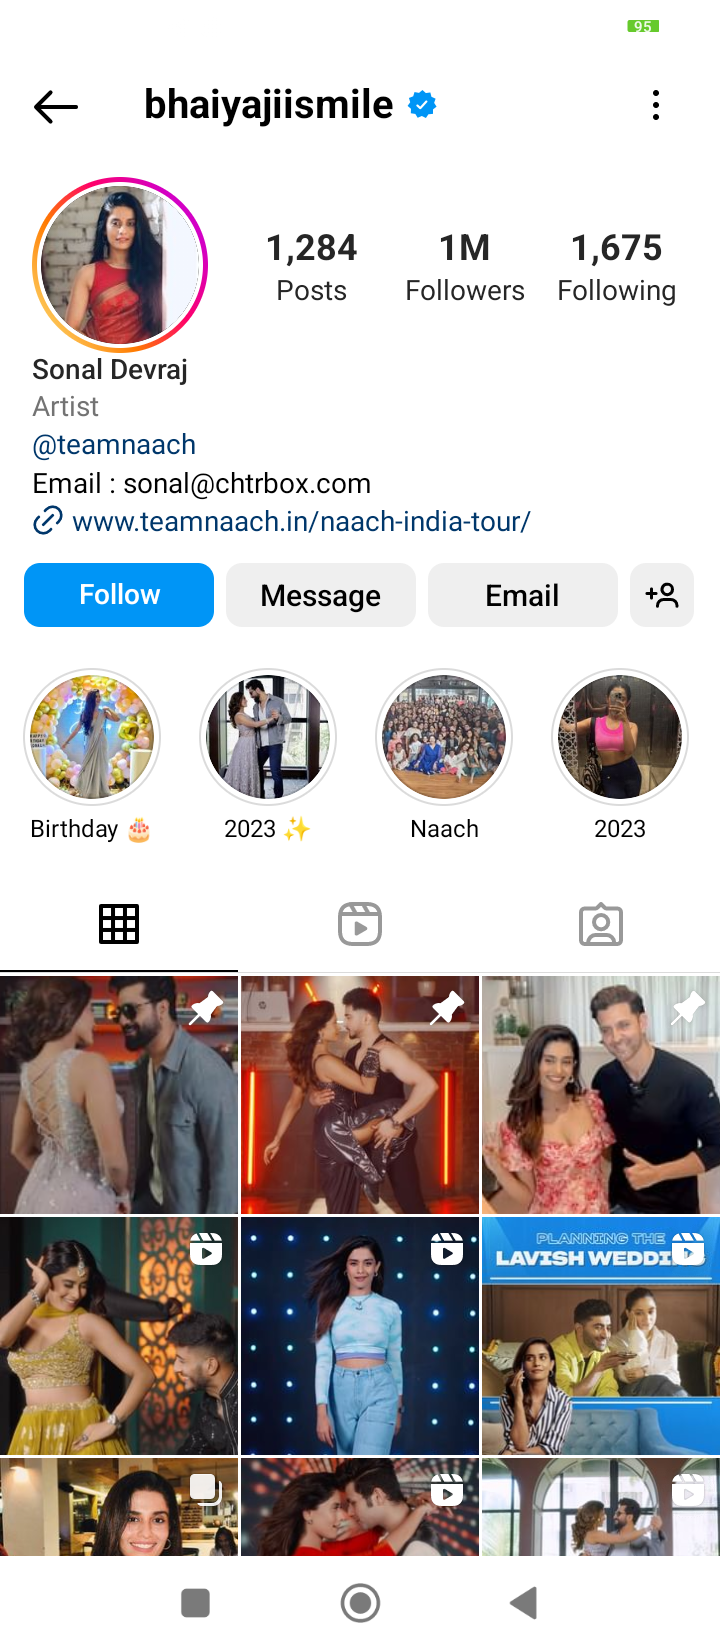 95
bhaiyajiismile
1,284 1M 1,675
Posts Followers Following
Sonal Devraj
Artist
@teamnaach
Email : sonal@chtrbox.com
www.teamnaach.in/naach-india-tour/
Follow Message Email
Birthday 🎂 2023 ✨ Naach 2023
PLANNING THE
LAVISH